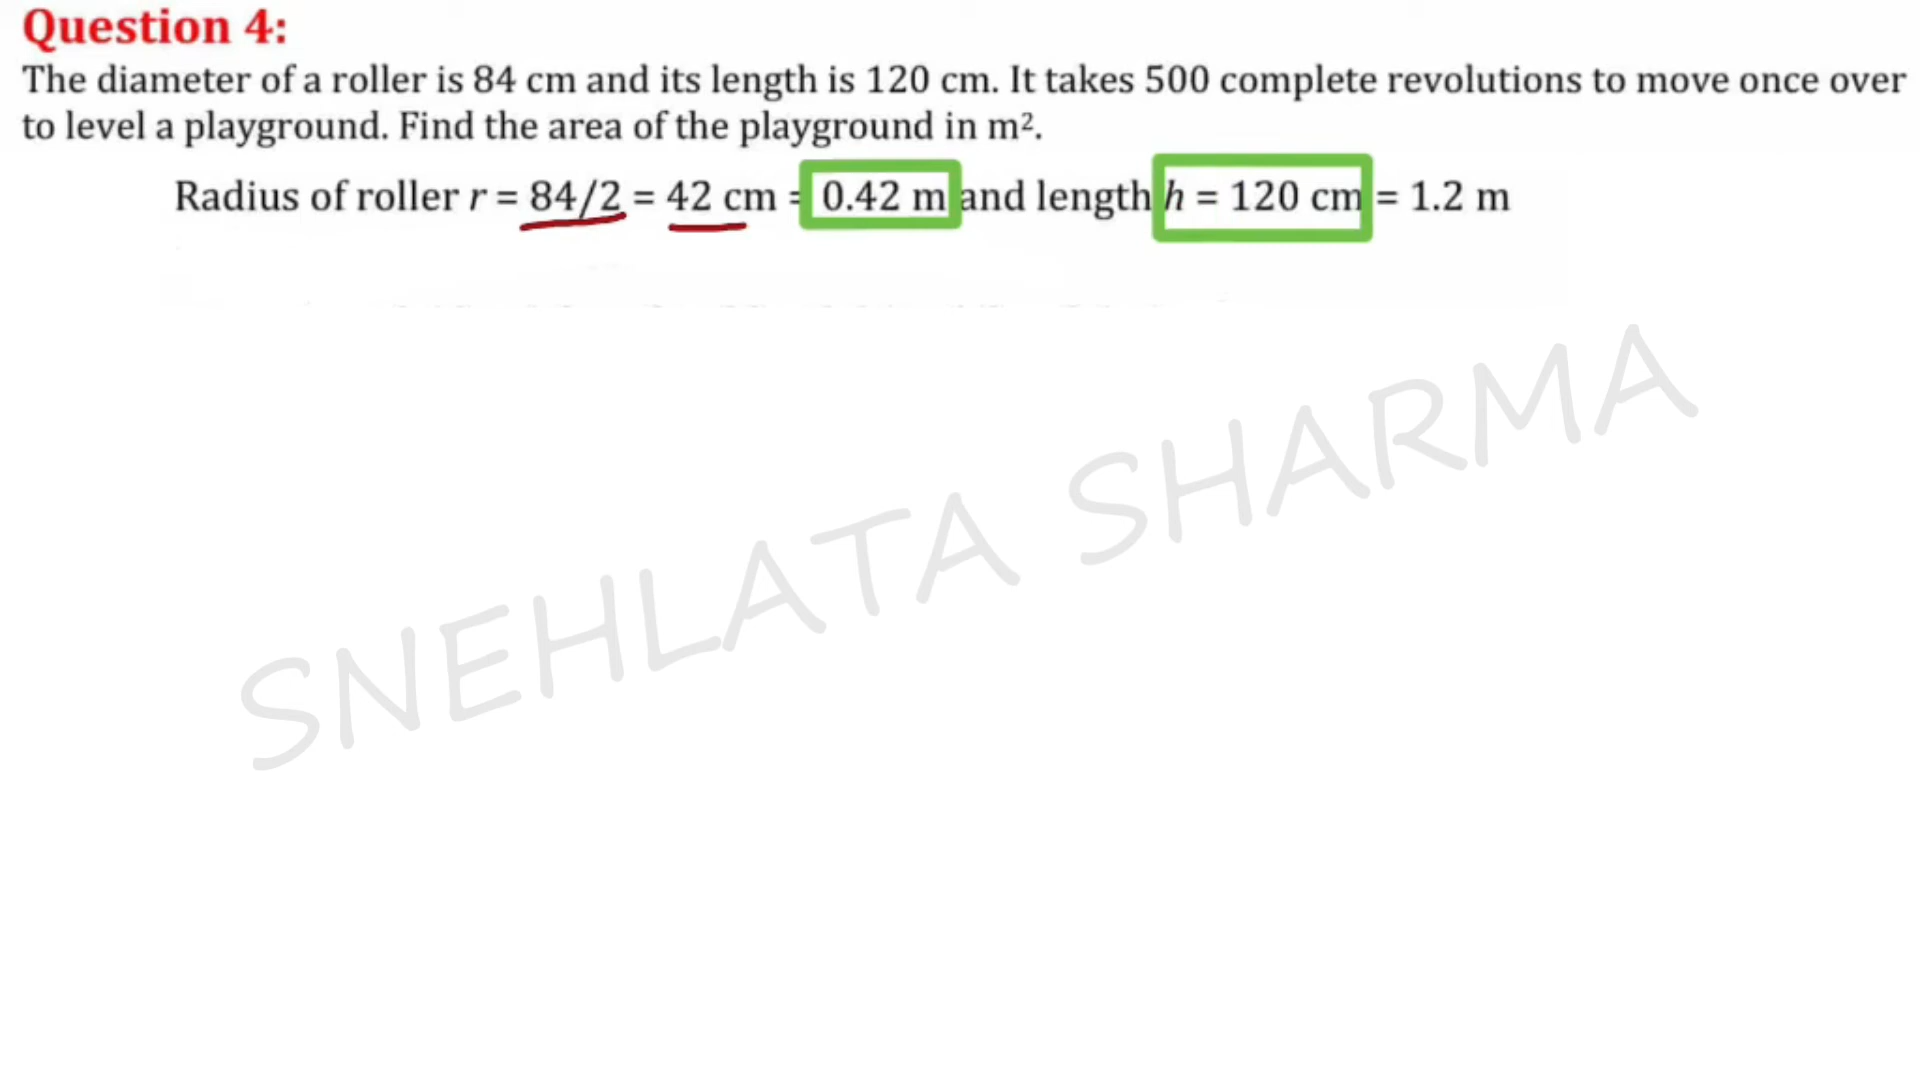 Question 4:
The diameter of a roller is 84 cm and its length is 120 cm. It takes 500 complete revolutions to move once over
to level a playground. Find the area of the playground in m².
Radius of roller r = 84/2 = 42 cm = 0.42 m and length h = 120 cm = 1.2 m
SNEHLATA SHARMA